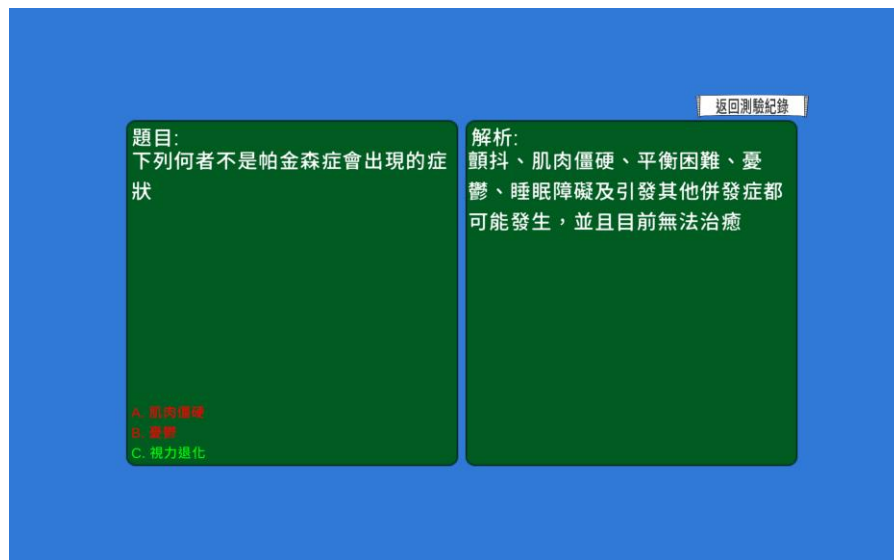 返回測驗紀錄
題目:
下列何者不是帕金森症會出現的症
狀
A. 肌肉僵硬
B. 憂鬱
C. 視力退化
解析:
顫抖、肌肉僵硬、平衡困難、憂
鬱、睡眠障礙及引發其他併發症都
可能發生，並且目前無法治癒